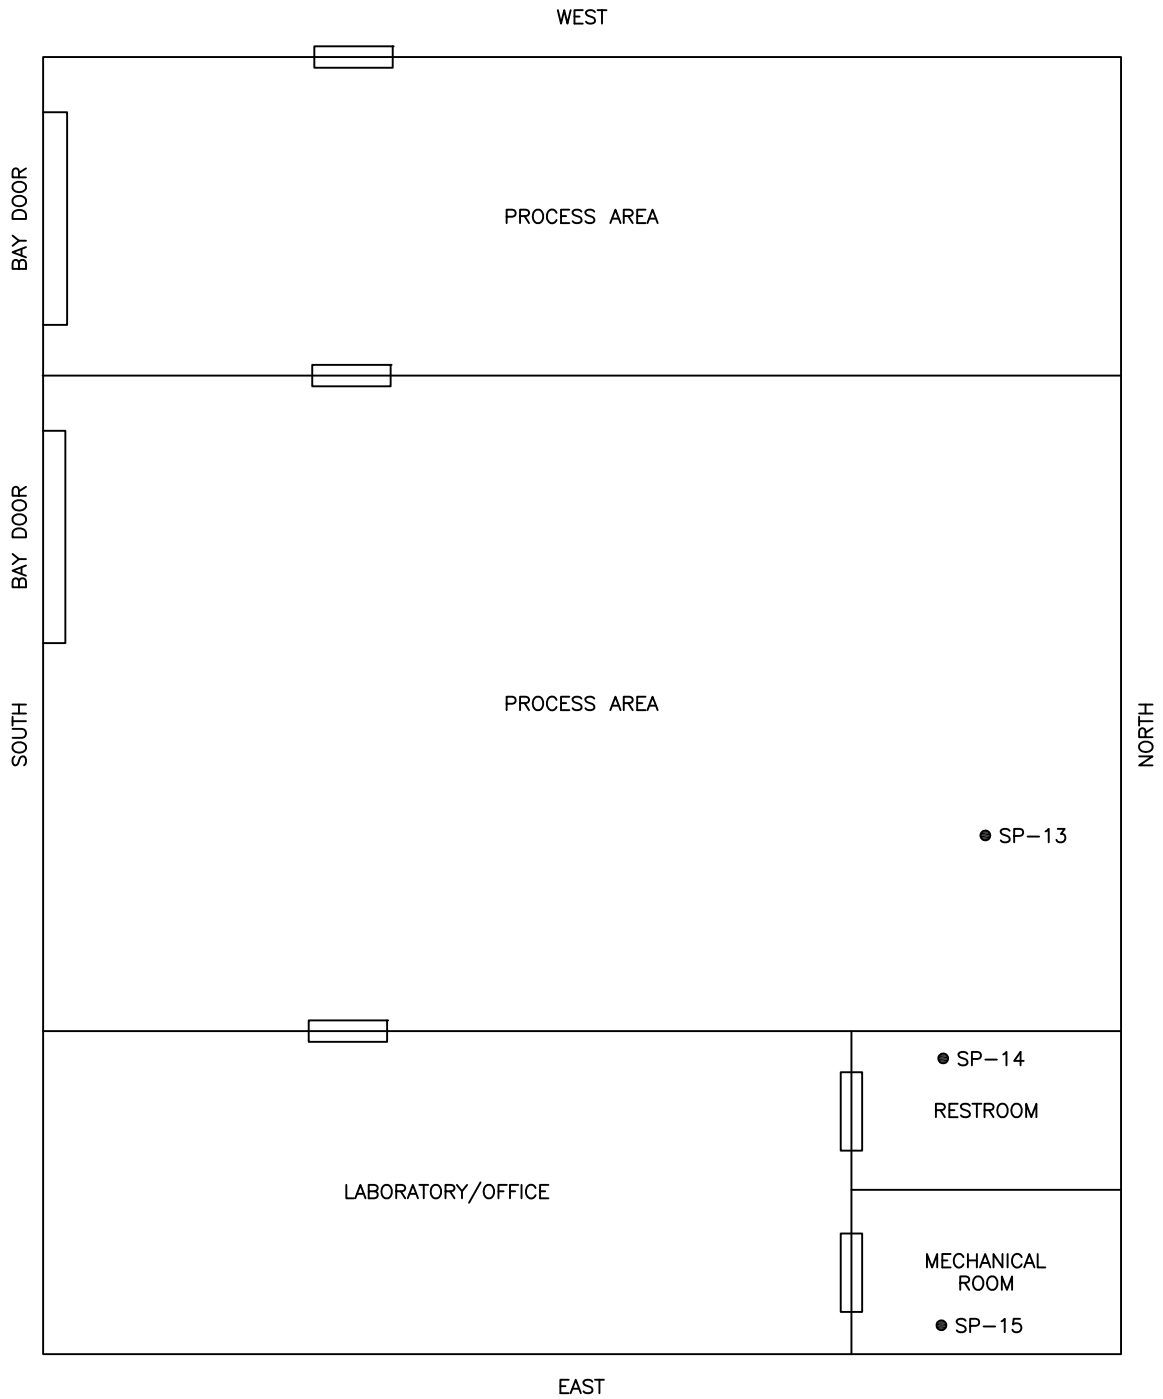 WEST
BAY DOOR
PROCESS AREA
BAY DOOR
PROCESS AREA
SOUTH
NORTH
SP-13
SP-14
RESTROOM
LABORATORY/OFFICE
MECHANICAL
ROOM
SP-15
EAST